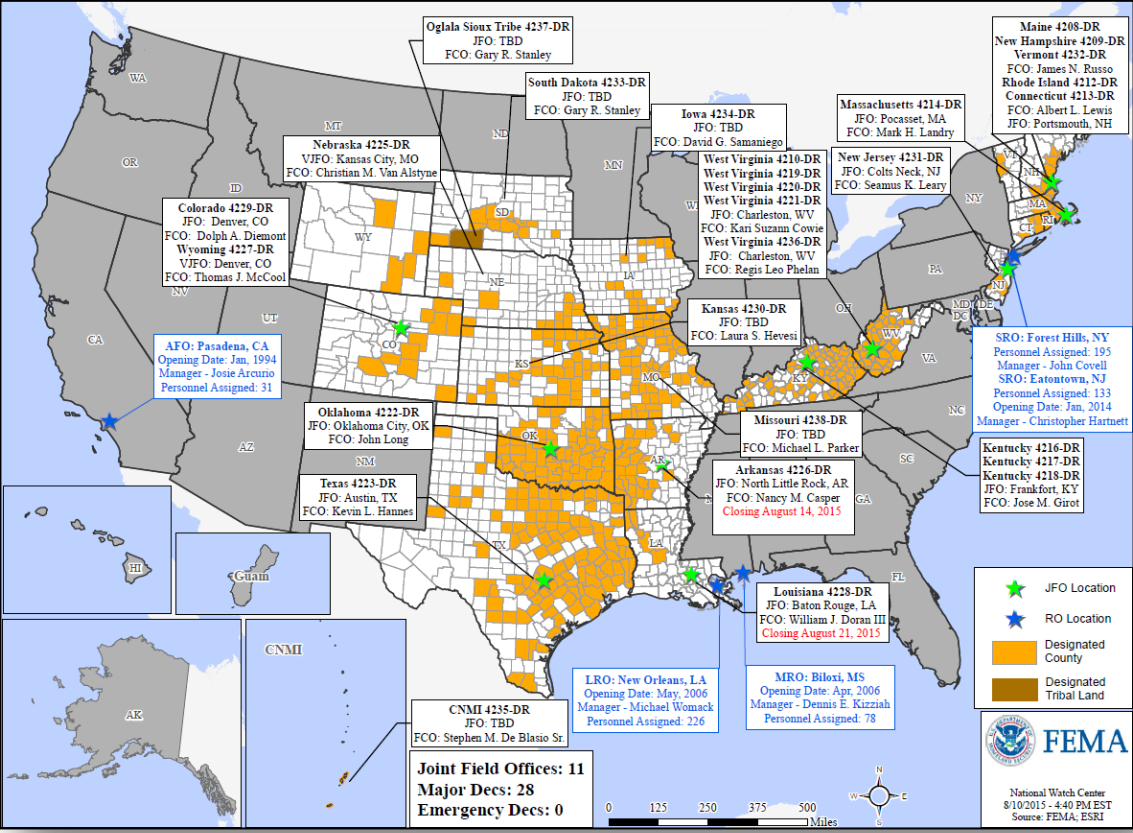 Oglala Sioux Tribe 4237-DR
JFO: TBD
FCO: Gary R. Stanley
South Dakota 4233-DR
JFO: TBD
FCO: Gary R. Stanley
Iowa 4234-DR
JFO: TBD
FCO: David G. Samaniego
Massachusetts 4214-DR
JFO: Pocasset, MA
FCO: Mark H. Landry
Maine 4208-DR
New Hampshire 4209-DR
Vermont 4232-DR
FCO: James N. Russo
Rhode Island 4212-DR
Connecticut 4213-DR
FCO: Albert L. Lewis
JFO: Portsmouth, NH
Nebraska 4225-DR
VJFO: Kansas City, MO
FCO: Christian M. Van Alstyne
West Virginia 4210-DR
West Virginia 4219-DR
West Virginia 4220-DR
West Virginia 4221-DR
JFO: Charleston, WV
FCO: Kari Suzann Cowie
West Virginia 4236-DR
JFO: Charleston, WV
FCO: Regis Leo Phelan
New Jersey 4231-DR
JFO: Colts Neck, NJ
FCO: Seamus K. Leary
Colorado 4229-DR
JFO: Denver, CO
FCO: Dolph A. Diemont
Wyoming 4227-DR
VJFO: Denver, CO
FCO: Thomas J. McCool
Kansas 4230-DR
JFO: TBD
FCO: Laura S. Hevesi
AFO: Pasadena, CA
Opening Date: Jan, 1994
Manager - Josie Arcurio
Personnel Assigned: 31
SRO: Forest Hills, NY
Personnel Assigned: 195
Manager - John Covell
SRO: Eatontown, NJ
Personnel Assigned: 133
Opening Date: Jan, 2014
Manager - Christopher Hartnett
Oklahoma 4222-DR
JFO: Oklahoma City, OK
FCO: John Long
Missouri 4238-DR
JFO: TBD
FCO: Michael L. Parker
Kentucky 4216-DR
Kentucky 4217-DR
Kentucky 4218-DR
JFO: Frankfort, KY
FCO: Jose M. Girot
Texas 4223-DR
JFO: Austin, TX
FCO: Kevin L. Hannes
Arkansas 4226-DR
JFO: North Little Rock, AR
FCO: Nancy M. Casper
Closing August 14, 2015
Louisiana 4228-DR
JFO: Baton Rouge, LA
FCO: William J. Doran III
Closing August 21, 2015
LRO: New Orleans, LA
Opening Date: May, 2006
Manager - Michael Womack
Personnel Assigned: 226
MRO: Biloxi, MS
Opening Date: Apr, 2006
Manager - Dennis E. Kizziah
Personnel Assigned: 78
CNMI 4235-DR
JFO: TBD
FCO: Stephen M. De Blasio Sr.
Joint Field Offices: 11
Major Decs: 28
Emergency Decs: 0
WA
OR
CA
ID
MT
ND
MN
SD
WY
NV
UT
CO
NE
IA
KS
MO
AZ
NM
OK
TX
AR
LA
KY
OH
WV
VA
NC
SC
GA
FL
PA
NY
NJ
MD
DE
DC
VT
NH
MA
RI
CT
HI
Guam
AK
CNMI
JFO Location
RO Location
Designated
County
Designated
Tribal Land
FEMA
National Watch Center
8/10/2015 - 4:40 PM EST
Source: FEMA; ESRI
N
W
E
S
0 125 250 375 500
Miles